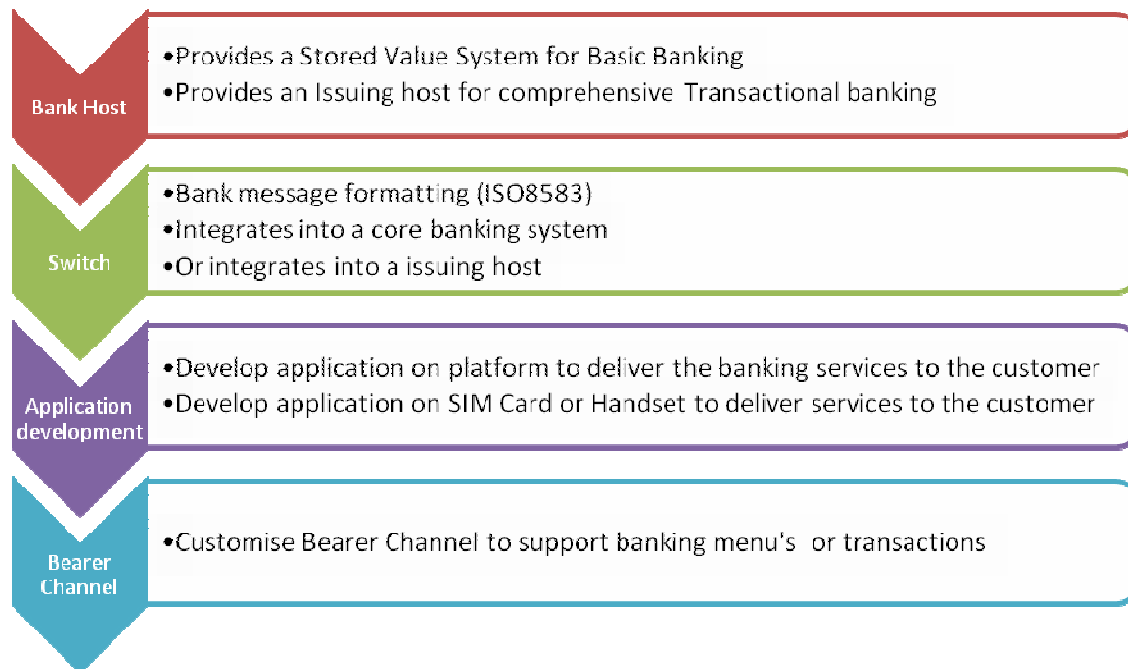 Bank Host
•Provides a Stored Value System for Basic Banking
•Provides an Issuing host for comprehensive Transactional banking
Switch
•Bank message formatting (ISO8583)
•Integrates into a core banking system
•Or integrates into a issuing host
Application
development
•Develop application on platform to deliver the banking services to the customer
•Develop application on SIM Card or Handset to deliver services to the customer
Bearer
Channel
•Customise Bearer Channel to support banking menu's or transactions